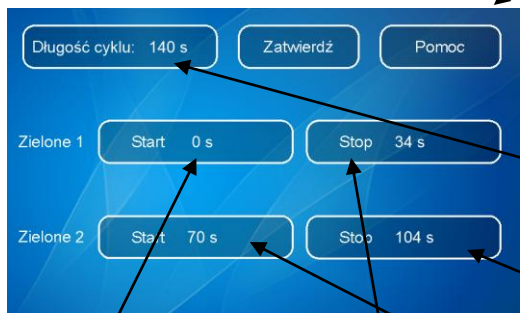 Długość cyklu: 140 s Zatwierdź Pomoc
Zielone 1 Start 0 s Stop 34 s
Zielone 2 Start 70 s Stop 104 s